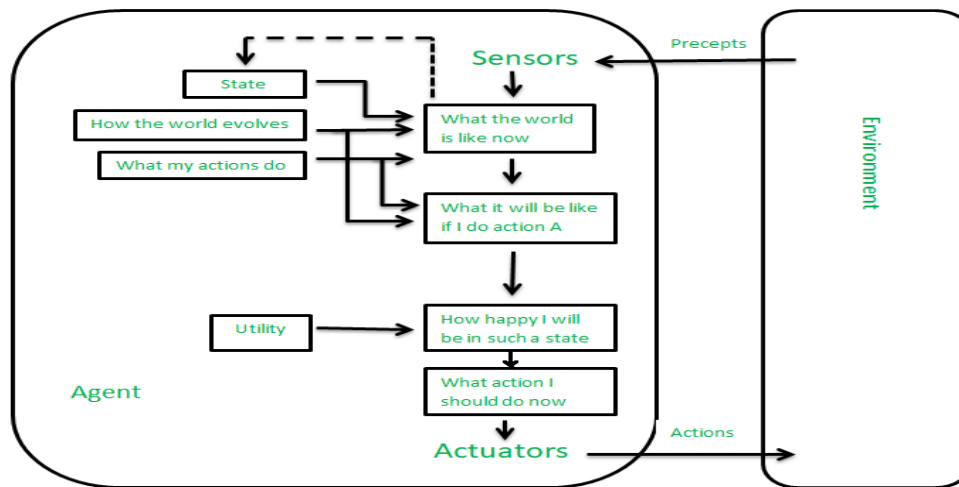 Sensors
Precepts
State
How the world evolves
What my actions do
What the world
is like now
What it will be like
if I do action A
Utility
How happy I will
be in such a state
Agent
What action I
should do now
Actuators
Actions
Environment